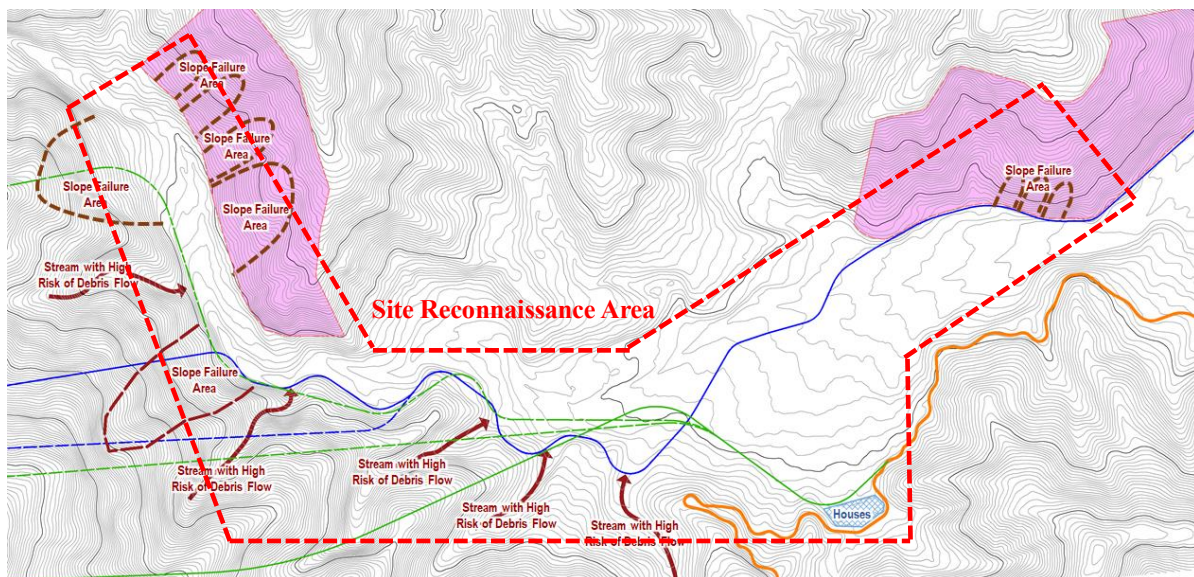 Slope Failure
Area
Slope Failure
Area
Slope Failure
Area
Slope Failure
Area
Slope Failure
Area
Stream with High
Risk of Debris Flow
Site Reconnaissance Area
Slope Failure
Area
Stream with High
Risk of Debris Flow
Stream with High
Risk of Debris Flow
Stream with High
Risk of Debris Flow
Stream with High
Risk of Debris Flow
Houses